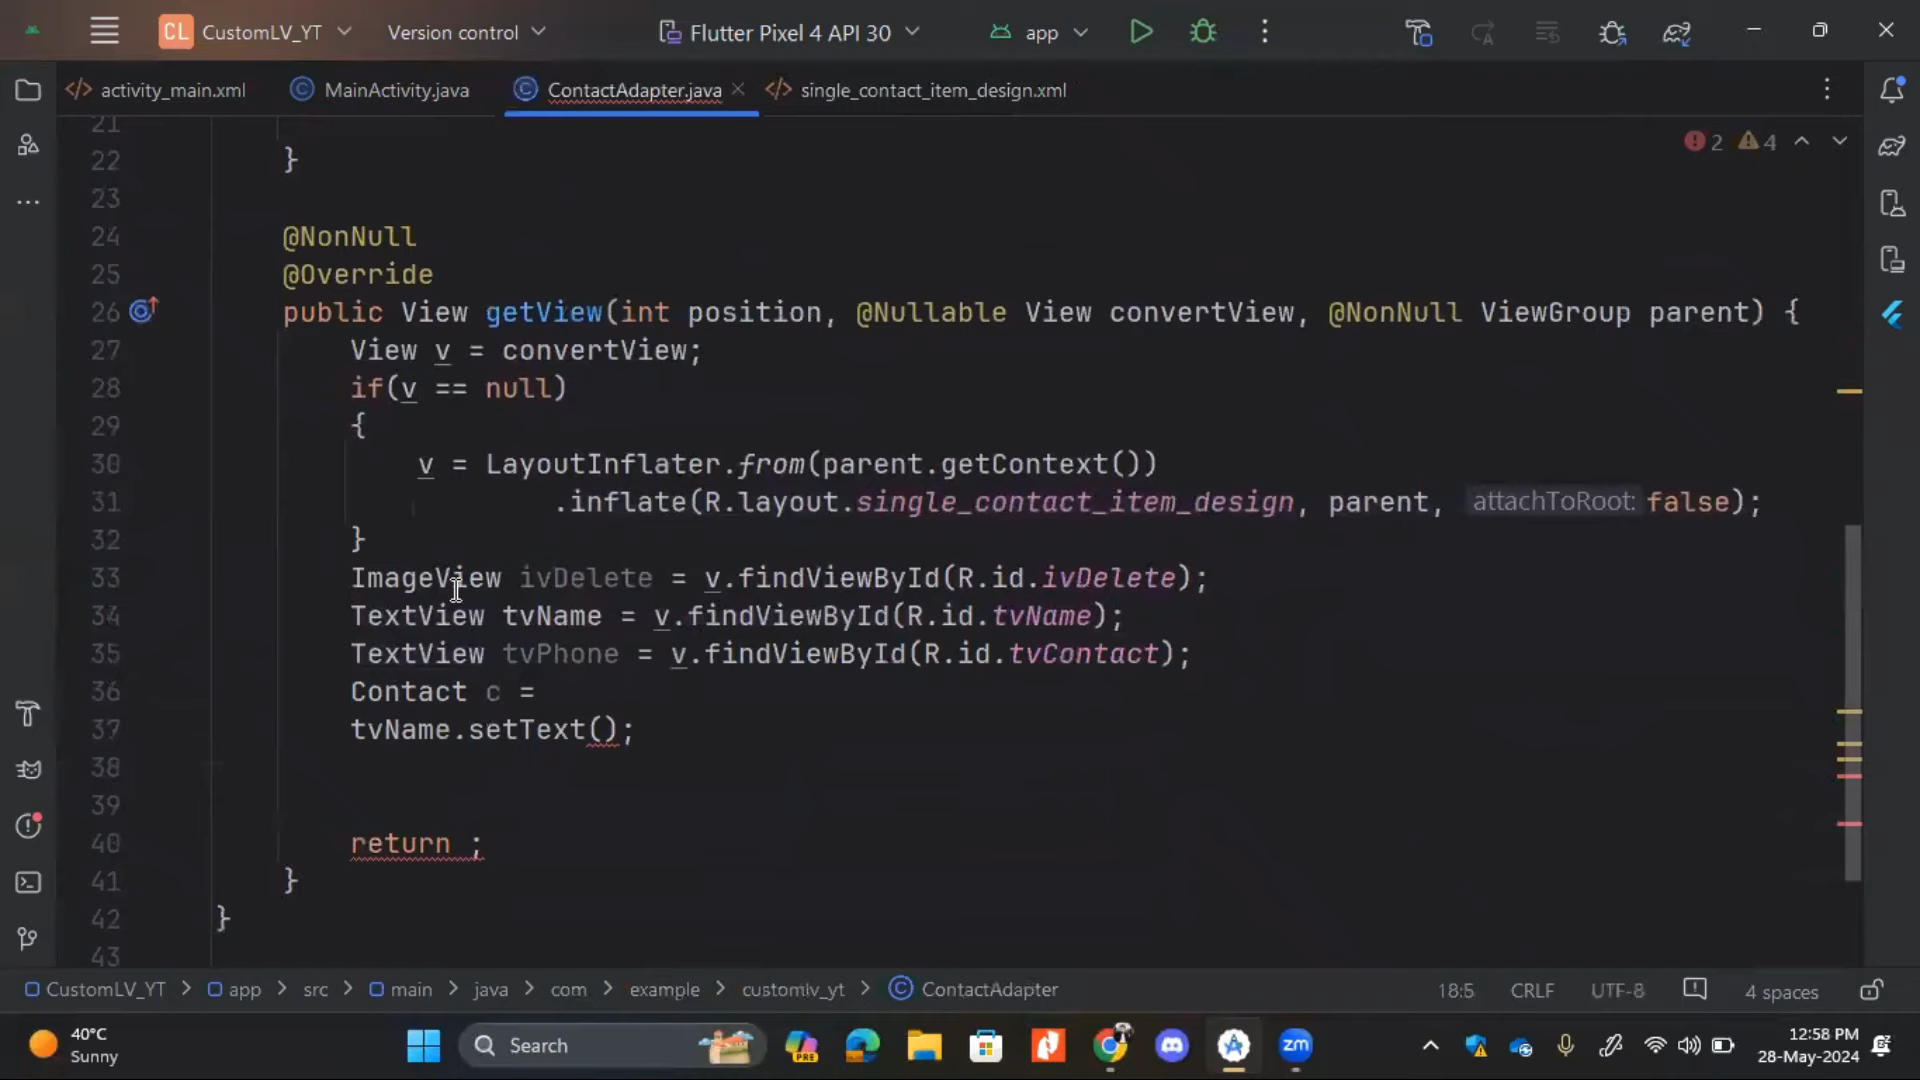 CL CustomLV_YT Version control Flutter Pixel 4 API 30 app
activity_main.xml MainActivity.java ContactAdapter.java single_contact_item_design.xml
21
2 4
22 }
23
24 @NonNull
25 @Override
26 public View getView(int position, @Nullable View convertView, @NonNull ViewGroup parent) {
27 View v = convertView;
28 if(v == null)
29 {
30 v = LayoutInflater.from(parent.getContext())
31 .inflate(R.layout.single_contact_item_design, parent, attachToRoot: false);
32 }
33 ImageView ivDelete = v.findViewById(R.id.ivDelete);
34 TextView tvName = v.findViewById(R.id.tvName);
35 TextView tvPhone = v.findViewById(R.id.tvContact);
36 Contact c =
37 tvName.setText();
38
39
40 return ;
41 }
42 }
43
CustomLV_YT > app > src > main > java > com > example > customlv_yt > ContactAdapter 18:5 CRLF UTF-8 4 spaces
40°C
Sunny
Search
PRE
zm
12:58 PM
28-May-2024